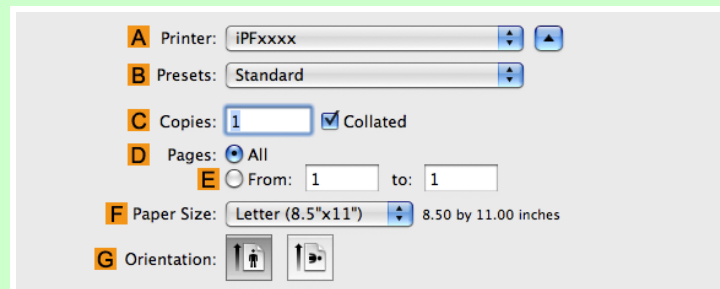 A Printer: iPFxxxx
B Presets: Standard
C Copies: 1 Collated
D Pages: All
E From: 1 to: 1
F Paper Size: Letter (8.5"x11") 8.50 by 11.00 inches
G Orientation: